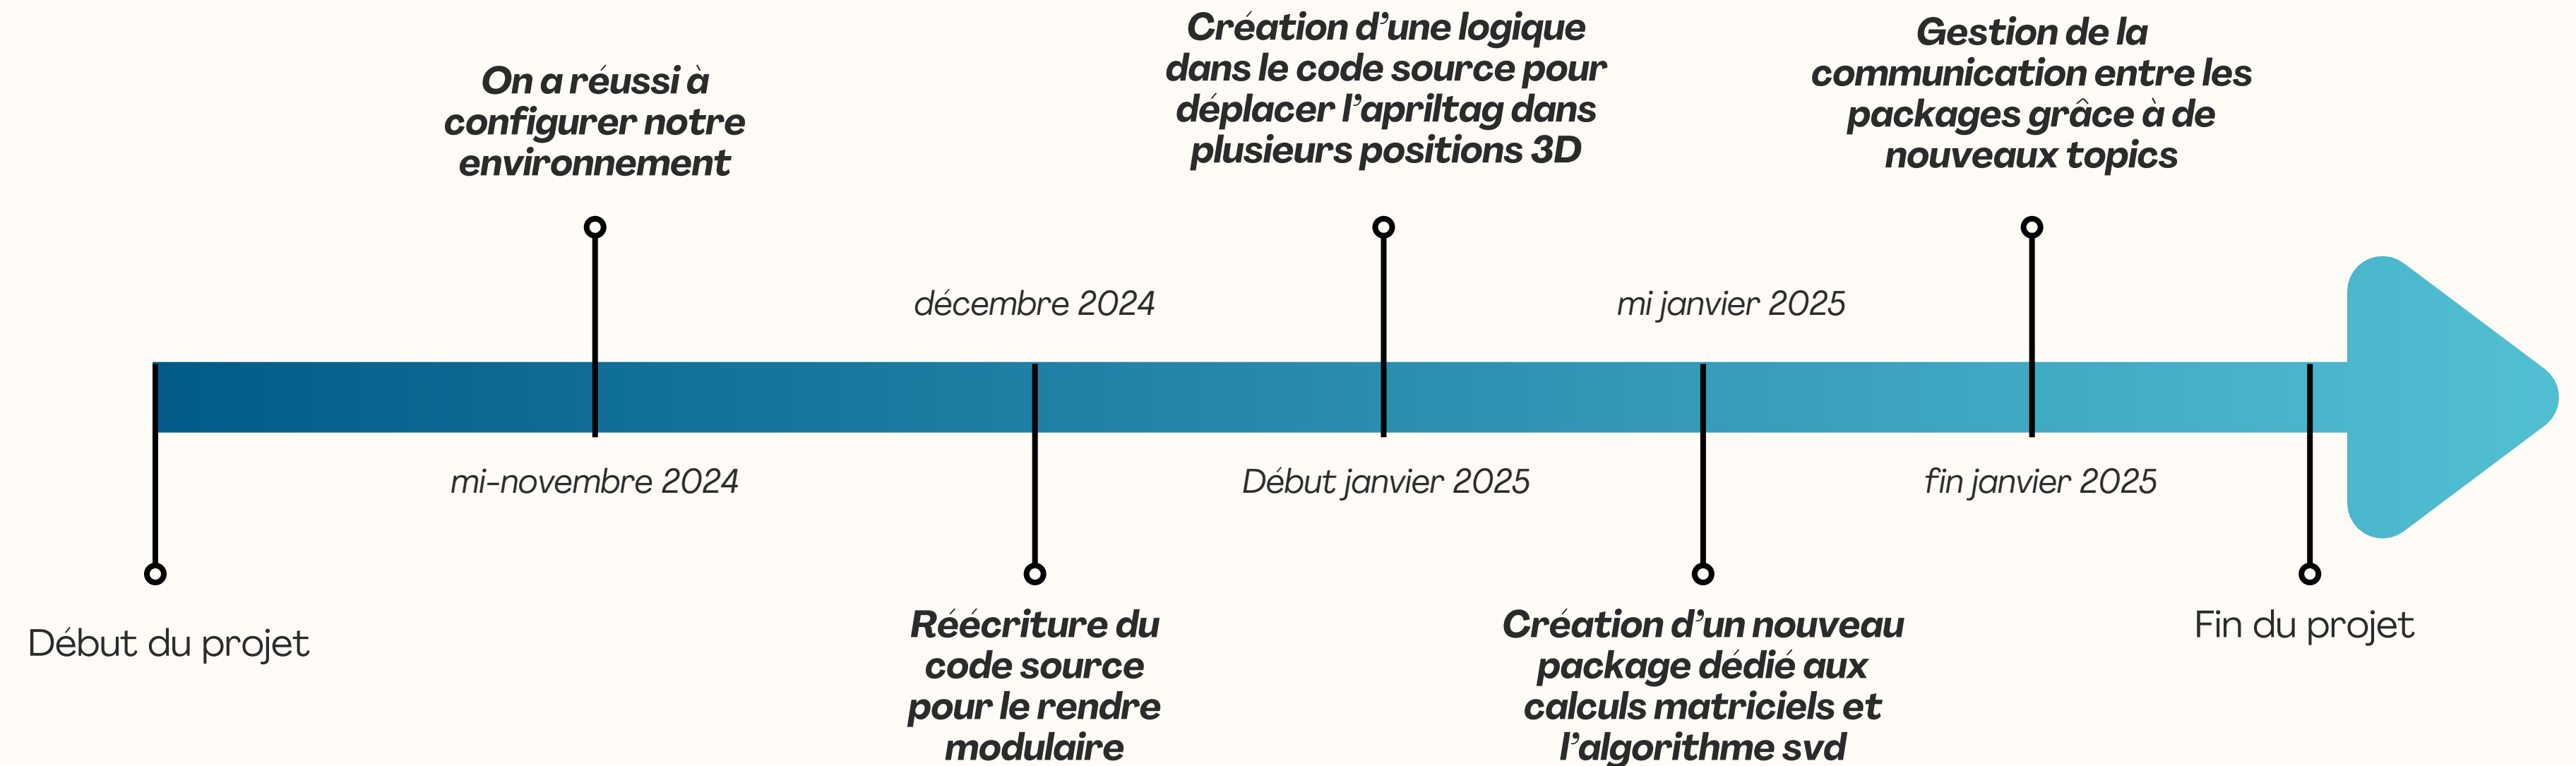 Début du projet
On a réussi à
configurer notre
environnement
mi-novembre 2024
décembre 2024
Réécriture du
code source
pour le rendre
modulaire
Création d’une logique
dans le code source pour
déplacer l’apriltag dans
plusieurs positions 3D
Début janvier 2025
mi janvier 2025
Création d’un nouveau
package dédié aux
calculs matriciels et
l’algorithme svd
Gestion de la
communication entre les
packages grâce à de
nouveaux topics
fin janvier 2025
Fin du projet